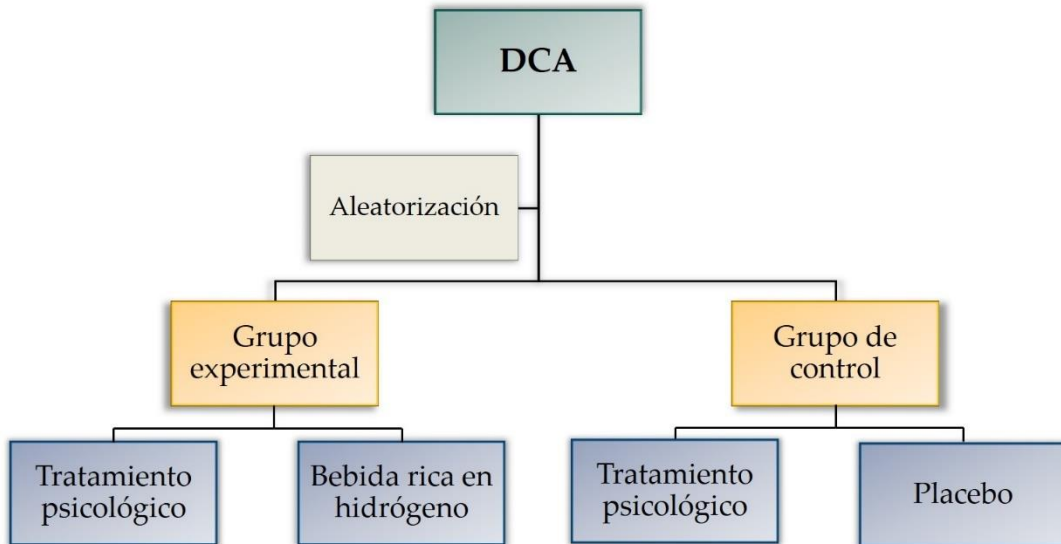 DCA
Aleatorización
Grupo
experimental
Grupo de
control
Tratamiento
psicológico
Bebida rica en
hidrógeno
Tratamiento
psicológico
Placebo